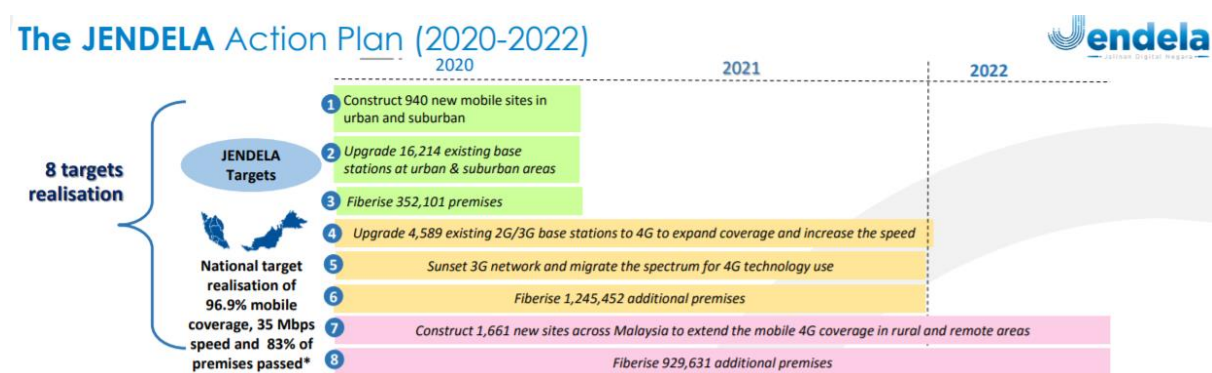 The JENDELA Action Plan (2020-2022)
Jendela
Jalinan Digital Negara
2020
2021
2022
8 targets
realisation
JENDELA
Targets
National target
realisation of
96.9% mobile
coverage, 35 Mbps
speed and 83% of
premises passed*
1 Construct 940 new mobile sites in
urban and suburban
2 Upgrade 16,214 existing base
stations at urban & suburban areas
3 Fiberise 352,101 premises
4 Upgrade 4,589 existing 2G/3G base stations to 4G to expand coverage and increase the speed
5 Sunset 3G network and migrate the spectrum for 4G technology use
6 Fiberise 1,245,452 additional premises
7 Construct 1,661 new sites across Malaysia to extend the mobile 4G coverage in rural and remote areas
8 Fiberise 929,631 additional premises